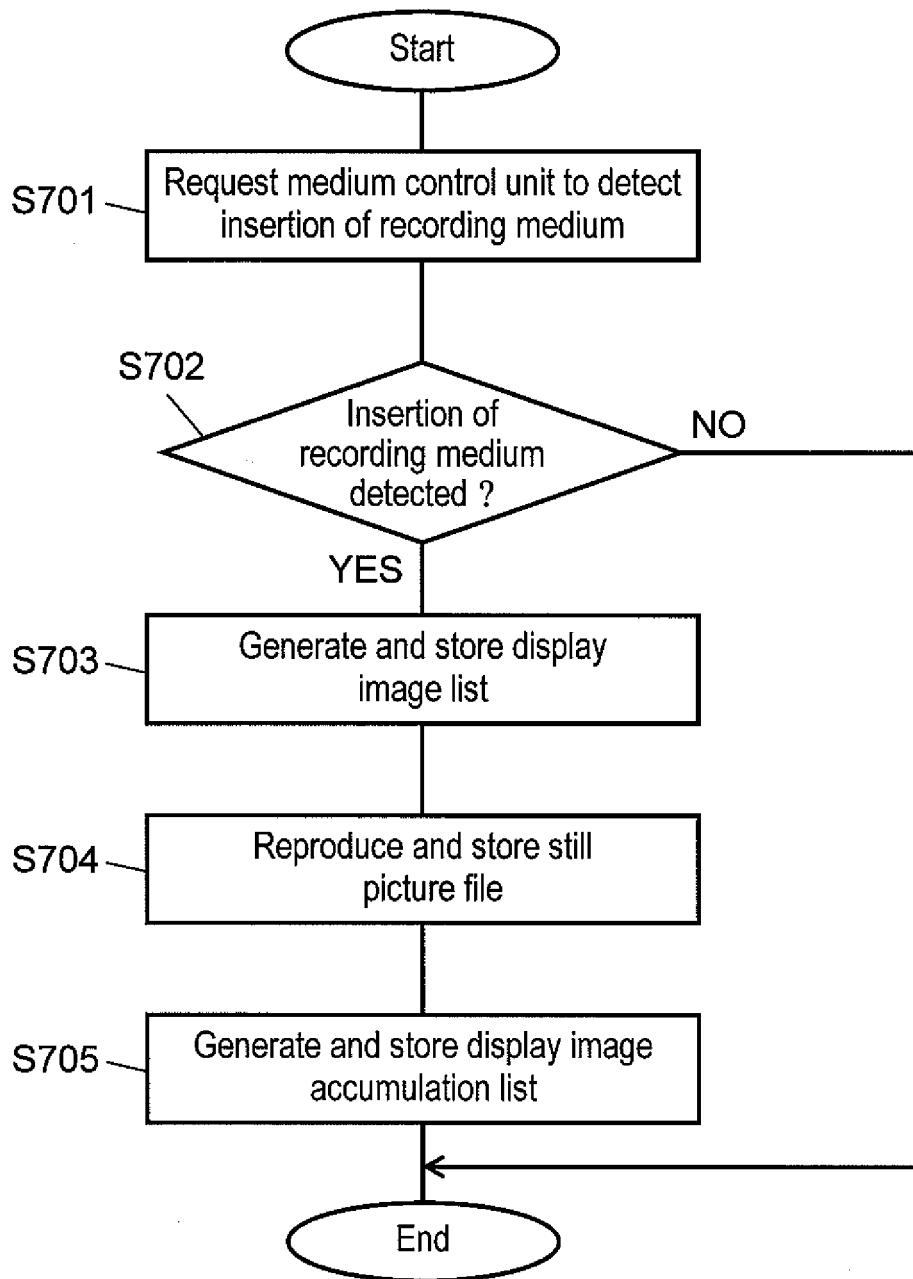 Start
S701
Request medium control unit to detect
insertion of recording medium
S702
Insertion of
recording medium
detected ?
NO
YES
S703
Generate and store display
image list
S704
Reproduce and store still
picture file
S705
Generate and store display image
accumulation list
End